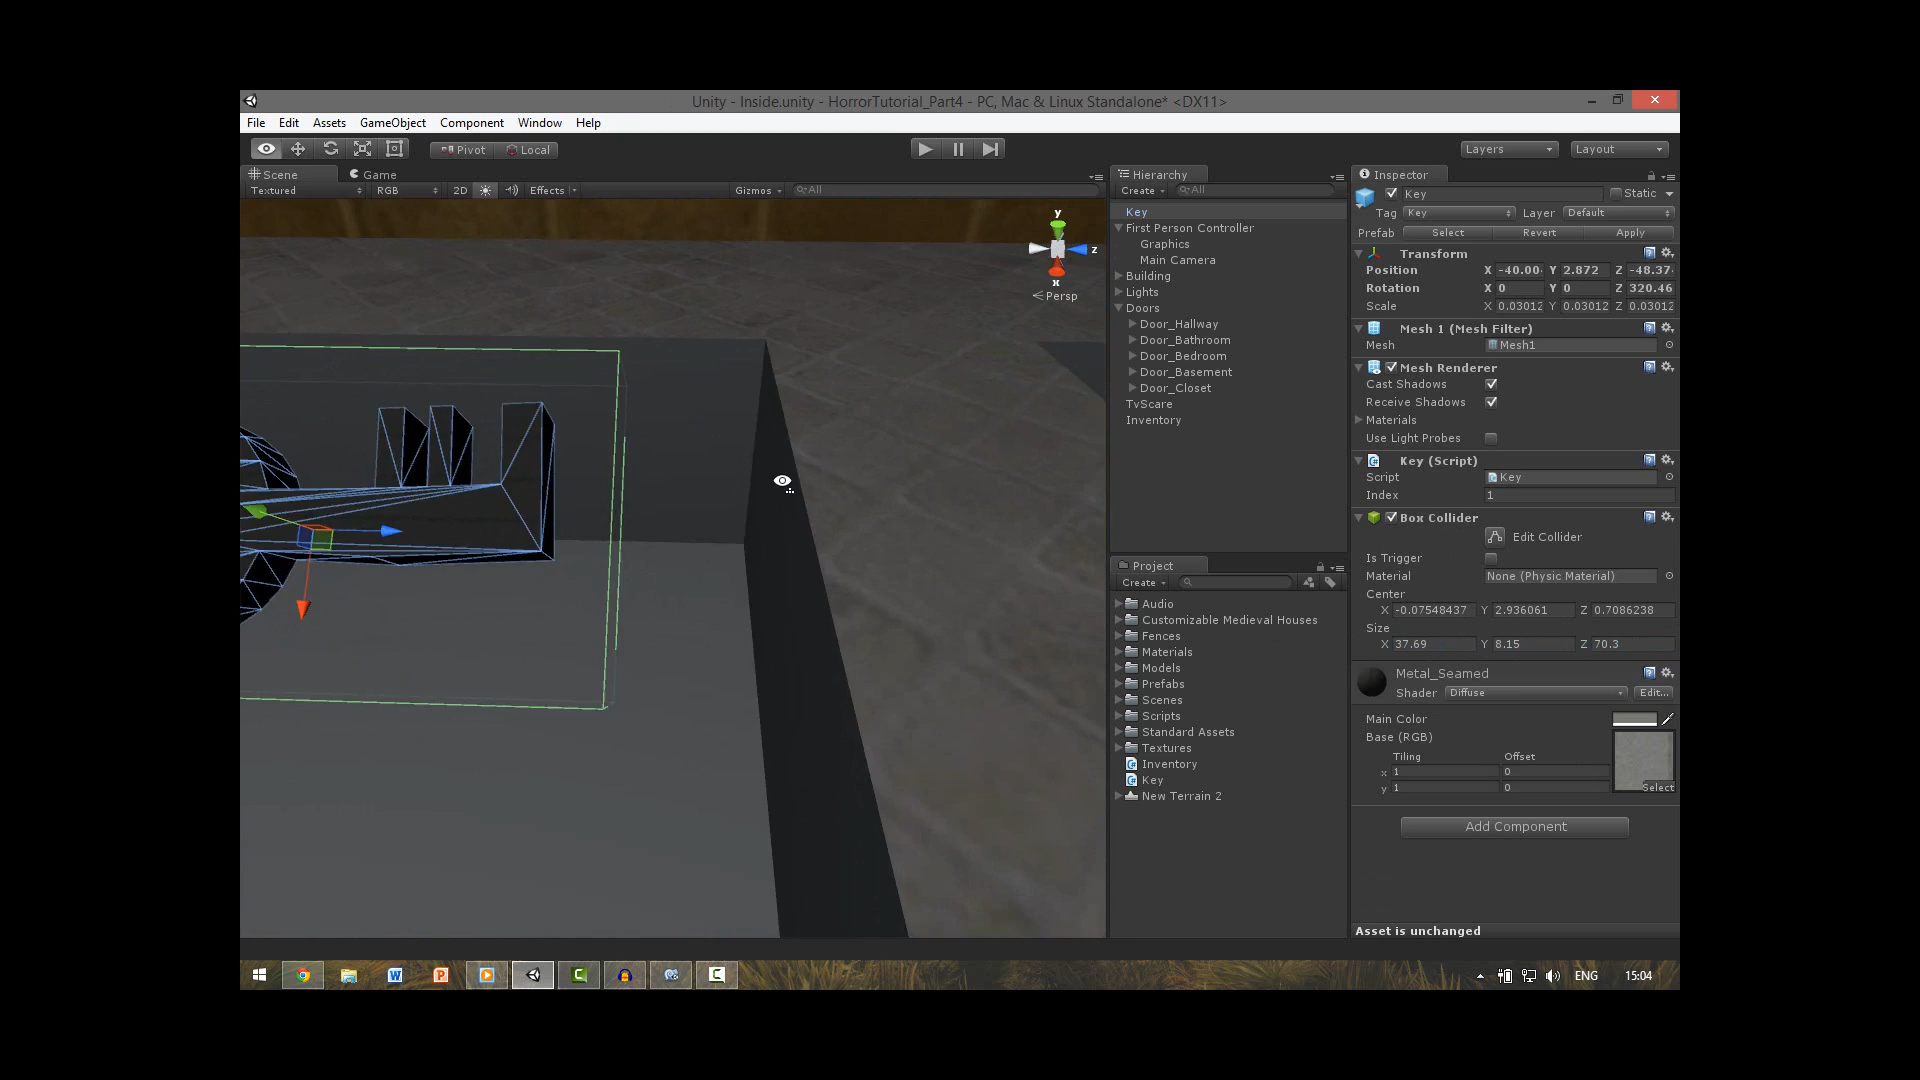 Unity - Inside.unity - HorrorTutorial_Part4 - PC, Mac & Linux Standalone* <DX11>
File Edit Assets GameObject Component Window Help
Pivot Local Layers Layout
Scene Game
Textured RGB 2D Effects Gizmos All
y
z
x
Persp
Hierarchy
Create All
Key
First Person Controller
Graphics
Main Camera
Building
Lights
Doors
Door_Hallway
Door_Bathroom
Door_Bedroom
Door_Basement
Door_Closet
TvScare
Inventory
Project
Create
Audio
Customizable Medieval Houses
Fences
Materials
Models
Prefabs
Scenes
Scripts
Standard Assets
Textures
Inventory
Key
New Terrain 2
Inspector
Key Static
Tag Key Layer Default
Prefab Select Revert Apply
Transform
Position X -40.00 Y 2.872 Z -48.37
Rotation X 0 Y 0 Z 320.46
Scale X 0.03012 Y 0.03012 Z 0.03012
Mesh 1 (Mesh Filter)
Mesh Mesh1
Mesh Renderer
Cast Shadows
Receive Shadows
Materials
Use Light Probes
Key (Script)
Script Key
Index 1
Box Collider
Edit Collider
Is Trigger
Material None (Physic Material)
Center
X -0.07548437 Y 2.936061 Z 0.7086238
Size
X 37.69 Y 8.15 Z 70.3
Metal_Seamed
Shader Diffuse Edit...
Main Color
Base (RGB)
Tiling Offset
x 1 0
y 1 0
Select
Add Component
Asset is unchanged
ENG 15:04